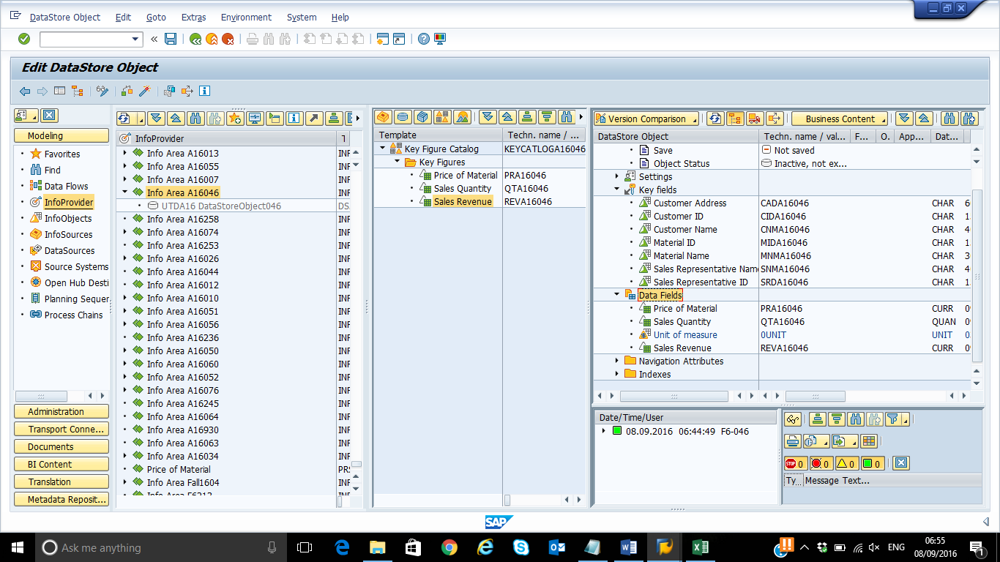 DataStore Object Edit Goto Extras Environment System Help
Edit DataStore Object
Modeling
Favorites
Find
Data Flows
InfoProvider
InfoObjects
InfoSources
DataSources
Source Systems
Open Hub Desti
Planning Sequer
Process Chains
Administration
Transport Conne...
Documents
BI Content
Translation
Metadata Reposit...
InfoProvider T
Info Area A16013 INF
Info Area A16055 INF
Info Area A16007 INF
Info Area A16046 INF
UTDA16 DataStoreObject046 DS
Info Area A16258 INF
Info Area A16074 INF
Info Area A16253 INF
Info Area A16026 INF
Info Area A16044 INF
Info Area A16012 INF
Info Area A16010 INF
Info Area A16051 INF
Info Area A16056 INF
Info Area A16236 INF
Info Area A16050 INF
Info Area A16060 INF
Info Area A16052 INF
Info Area A16076 INF
Info Area A16245 INF
Info Area A16064 INF
Info Area A16930 INF
Info Area A16063 INF
Info Area A16034 INF
Price of Material PR
Info Area Fall1604 INF
Template Techn. name / ...
Key Figure Catalog KEYCATLOGA16046
Key Figures
Price of Material PRA16046
Sales Quantity QTA16046
Sales Revenue REVA16046
Version Comparison Business Content
DataStore Object Techn. name / val... F... O. App... Dat...
Save Not saved
Object Status Inactive, not ex...
Settings
Key fields
Customer Address CADA16046 CHAR 6
Customer ID CIDA16046 CHAR 1
Customer Name CNMA16046 CHAR 4
Material ID MIDA16046 CHAR 1
Material Name MNMA16046 CHAR 3
Sales Representative Name SNMA16046 CHAR 4
Sales Representative ID SRDA16046 CHAR 1
Data Fields
Price of Material PRA16046 CURR 0
Sales Quantity QTA16046 QUAN 0
Unit of measure 0UNIT UNIT 0
Sales Revenue REVA16046 CURR 0
Navigation Attributes
Indexes
Date/Time/User
08.09.2016 06:44:49 F6-046
STOP 0 0 0 0
Ty... Message Text...
SAP
Ask me anything
ENG
06:55
08/09/2016
1